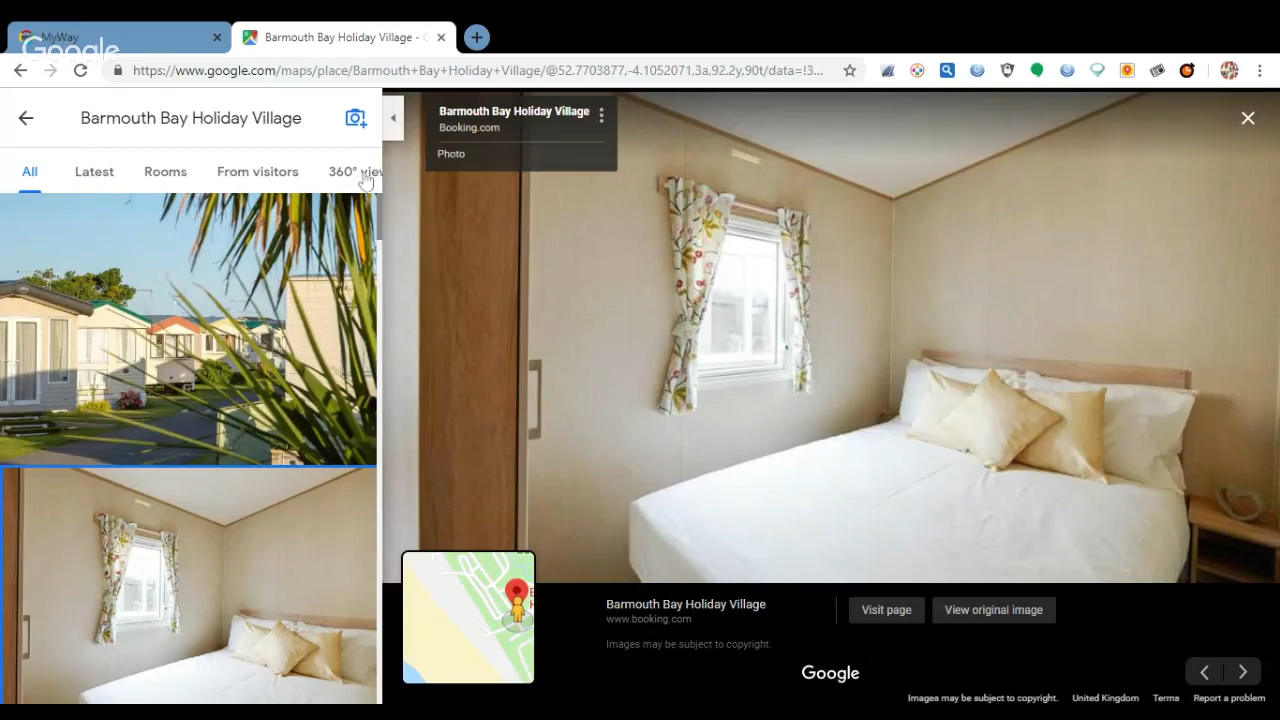 MyWay
Google
Barmouth Bay Holiday Village -
https://www.google.com/maps/place/Barmouth+Bay+Holiday+Village/@52.7703877,-4.1052071,3a,92.2y,90t/data=!3...
Barmouth Bay Holiday Village
All
Latest
Rooms
From visitors
360° view
Barmouth Bay Holiday Village
Booking.com
Photo
Barmouth Bay Holiday Village
www.booking.com
Visit page
View original image
Images may be subject to copyright.
Google
Images may be subject to copyright.
United Kingdom
Terms
Report a problem